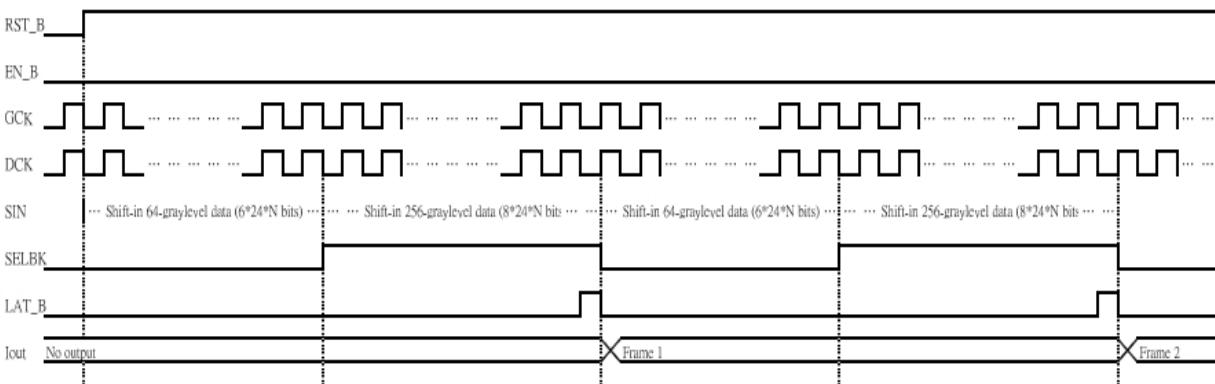 RST_B
EN_B
GCK ... ... ... ... ... ... ... ... ... ... ... ... ... ... ... ... ... ...
DCK ... ... ... ... ... ... ... ... ... ... ... ... ... ... ... ... ... ...
SIN ... Shift-in 64-graylevel data (6*24*N bits) ... ... ... Shift-in 256-graylevel data (8*24*N bits ... ... ... Shift-in 64-graylevel data (6*24*N bits) ... ... ... Shift-in 256-graylevel data (8*24*N bits ... ...
SELBK
LAT_B
Iout No output Frame 1 Frame 2